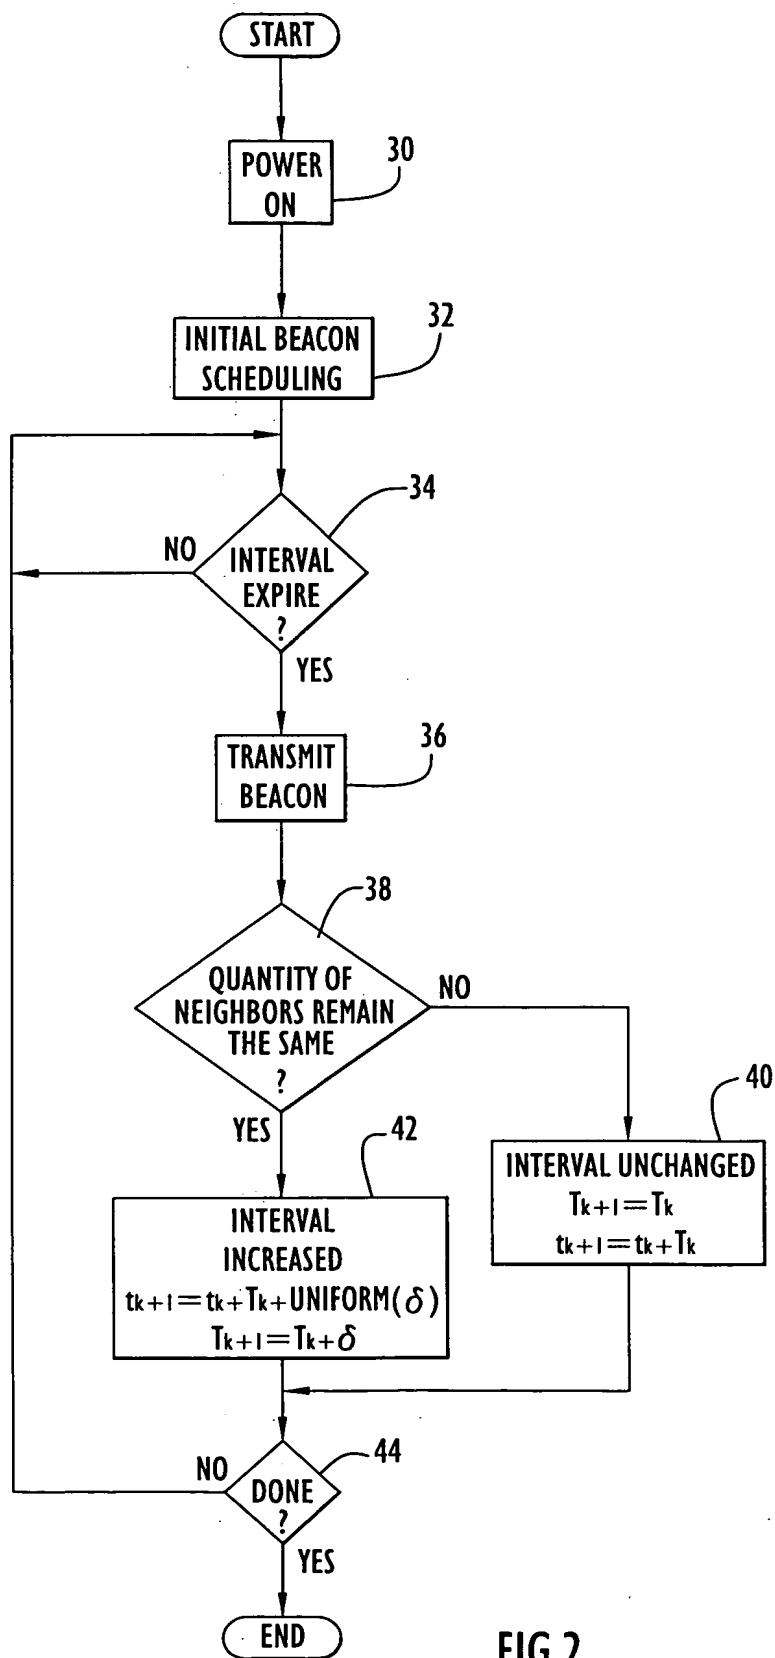 START
POWER
ON
30
INITIAL BEACON
SCHEDULING
32
34
NO
INTERVAL
EXPIRE
?
YES
TRANSMIT
BEACON
36
38
QUANTITY OF
NEIGHBORS REMAIN
THE SAME
?
NO
YES
40
INTERVAL UNCHANGED
Tk+1=Tk
tk+1=tk+Tk
42
INTERVAL
INCREASED
tk+1=tk+Tk+UNIFORM(δ)
Tk+1=Tk+δ
44
NO
DONE
?
YES
END
FIG.2